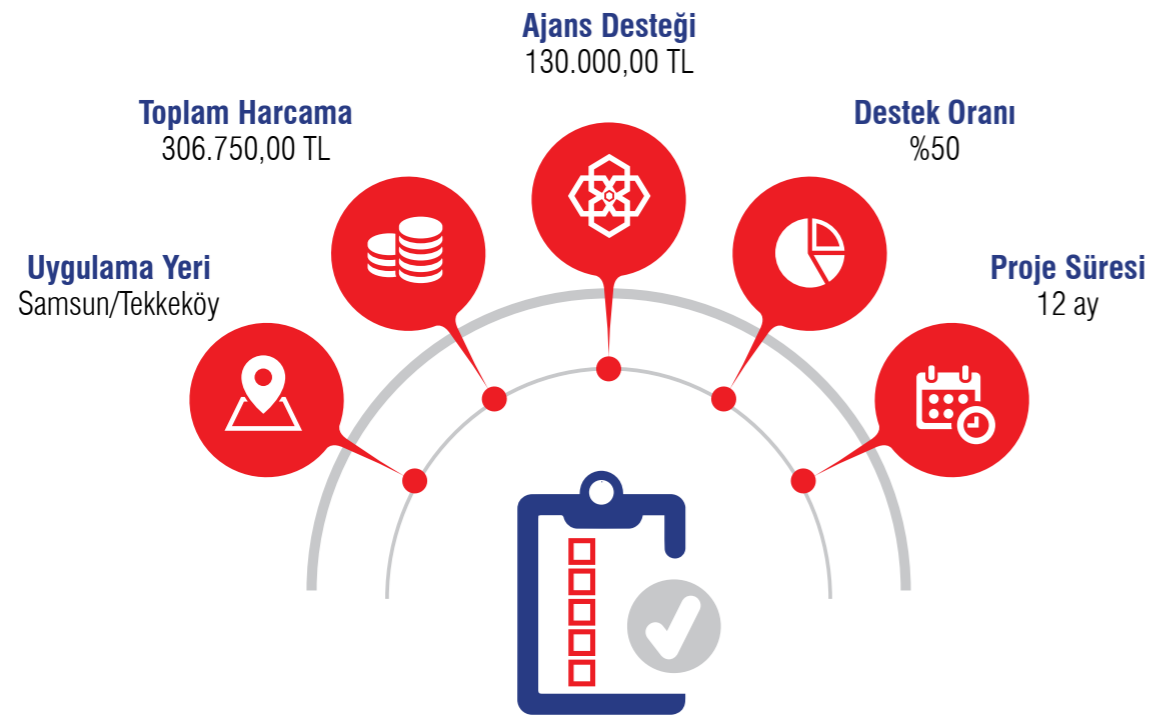 Ajans Desteği
130.000,00 TL
Toplam Harcama
306.750,00 TL
Destek Oranı
%50
Uygulama Yeri
Samsun/Tekkeköy
Proje Süresi
12 ay